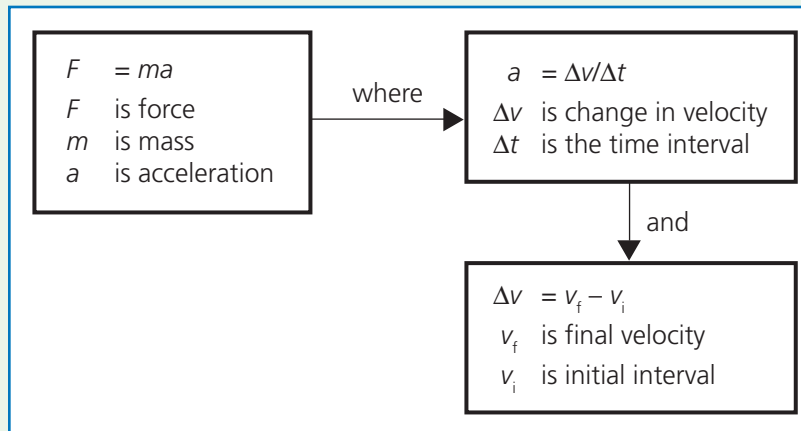 F = ma
F is force
m is mass
a is acceleration
where
a = Δv/Δt
Δv is change in velocity
Δt is the time interval
and
Δv = v_f – v_i
v_f is final velocity
v_i is initial interval